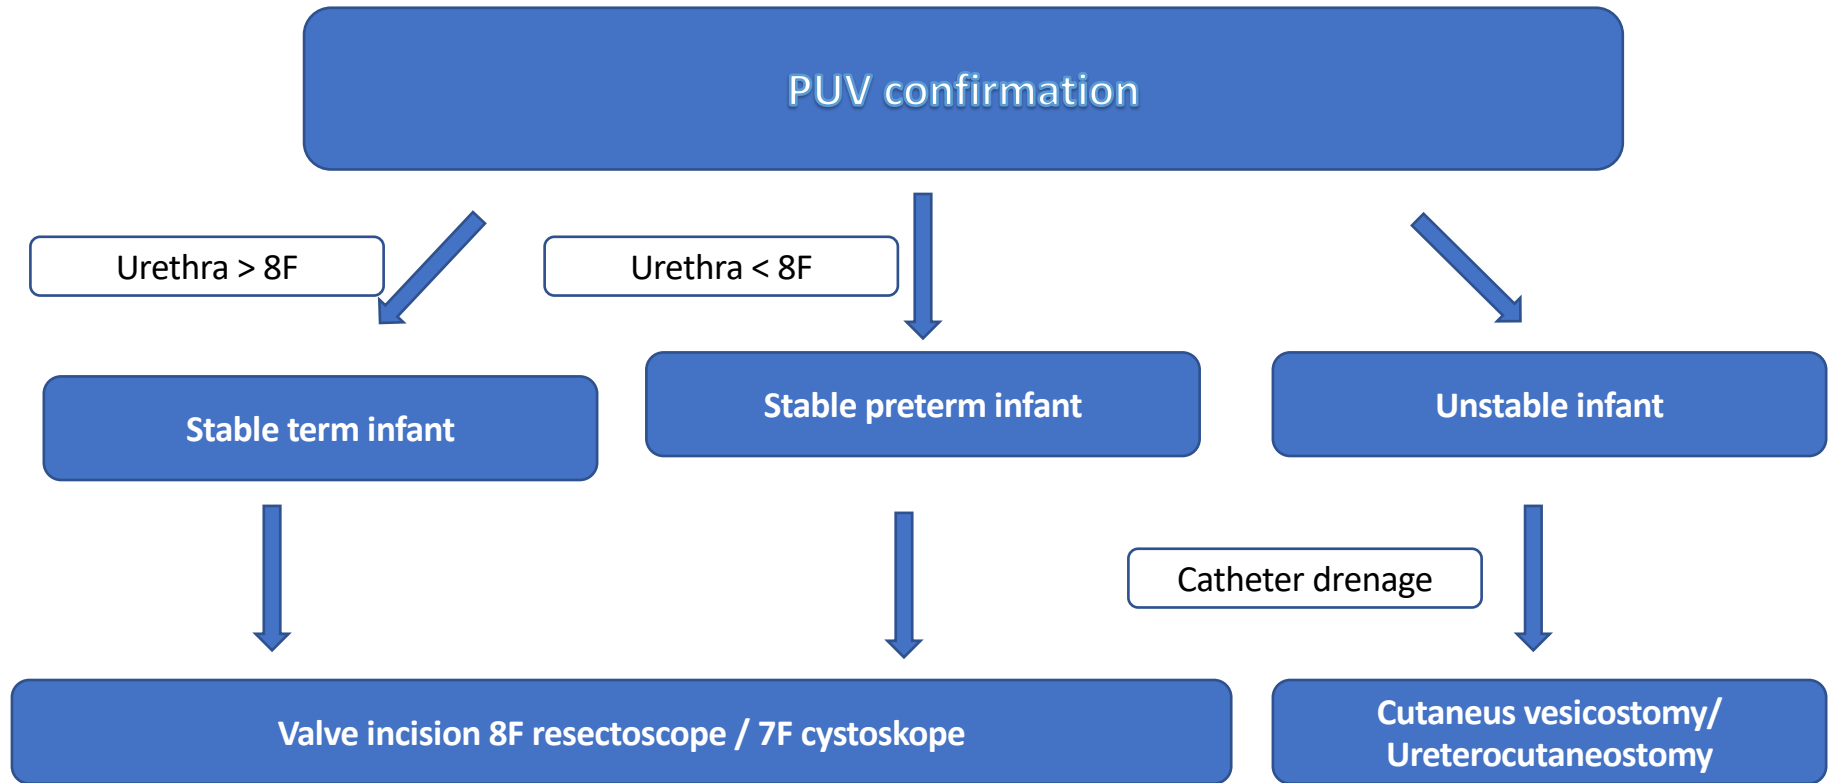 PUV confirmation
Urethra > 8F
Urethra < 8F
Stable term infant
Stable preterm infant
Unstable infant
Catheter drenage
Valve incision 8F resectoscope / 7F cystoskope
Cutaneus vesicostomy/
Ureterocutaneostomy